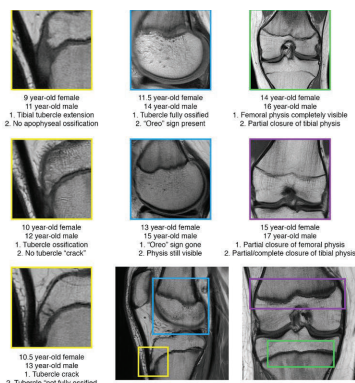 9 year-old female
11 year-old male
1. Tibial tubercle extension
2. No apophyseal ossification
11.5 year-old female
14 year-old male
1. Tubercle fully ossified
2. "Oreo" sign present
14 year-old female
16 year-old male
1. Femoral physis completely visible
2. Partial closure of tibial physis
10 year-old female
12 year-old male
1. Tubercle ossification
2. No tubercle "crack"
13 year-old female
15 year-old male
1. "Oreo" sign gone
2. Physis still visible
15 year-old female
17 year-old male
1. Partial closure of femoral physis
2. Partial/complete closure of tibial physis
10.5 year-old female
13 year-old male
1. Tubercle crack
2. Tubercle "not fully ossified